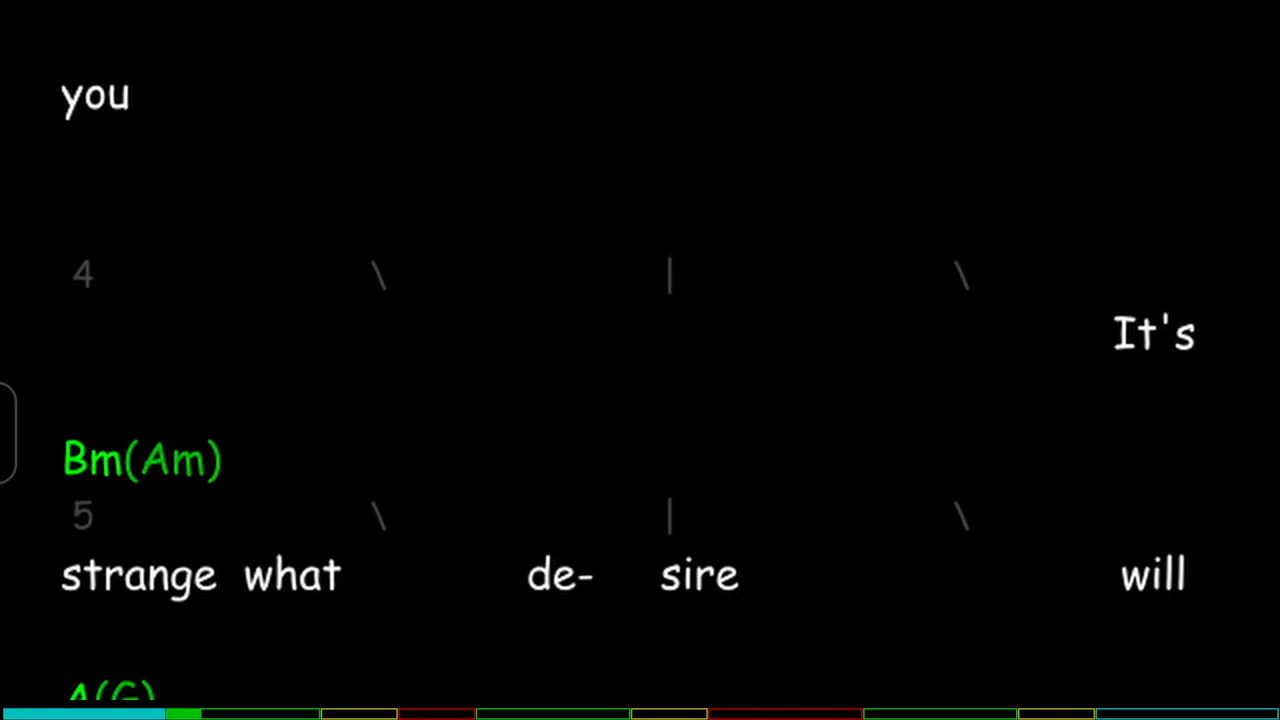 you
4 \ | \
It's
Bm(Am)
5 \ | \
strange what de- sire will
A(G)